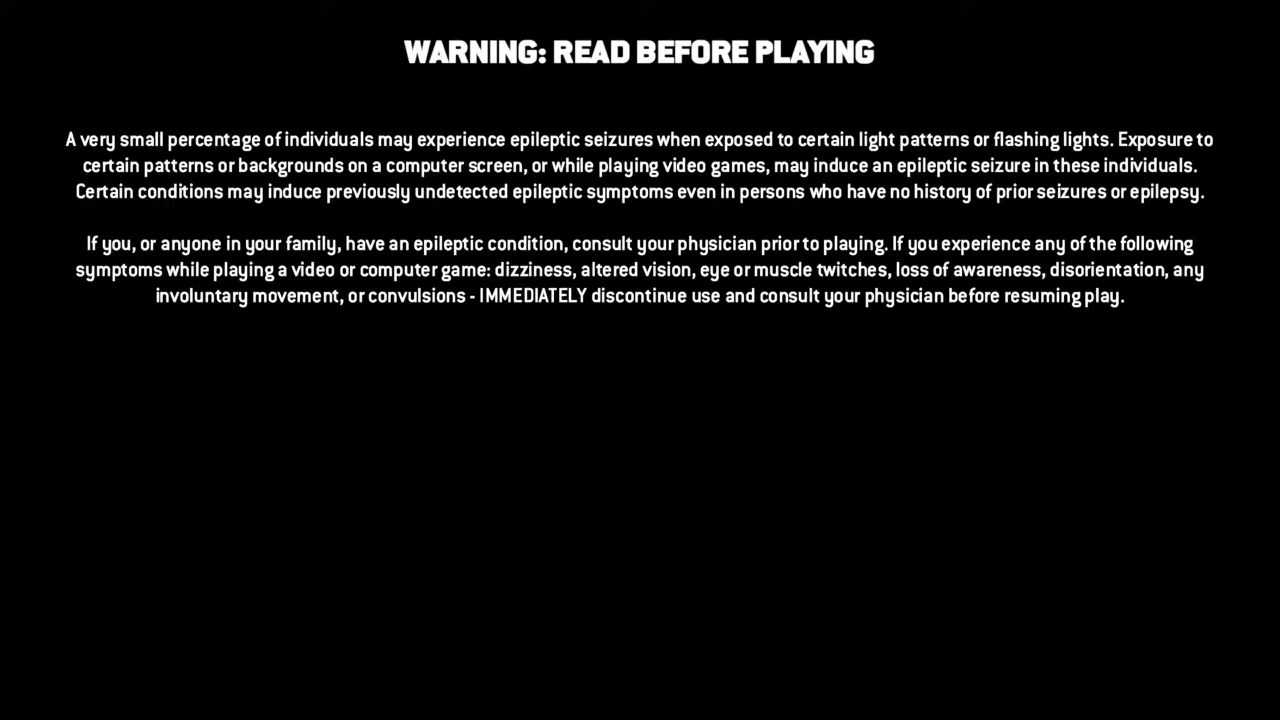 WARNING: READ BEFORE PLAYING
A very small percentage of individuals may experience epileptic seizures when exposed to certain light patterns or flashing lights. Exposure to
certain patterns or backgrounds on a computer screen, or while playing video games, may induce an epileptic seizure in these individuals.
Certain conditions may induce previously undetected epileptic symptoms even in persons who have no history of prior seizures or epilepsy.
If you, or anyone in your family, have an epileptic condition, consult your physician prior to playing. If you experience any of the following
symptoms while playing a video or computer game: dizziness, altered vision, eye or muscle twitches, loss of awareness, disorientation, any
involuntary movement, or convulsions - IMMEDIATELY discontinue use and consult your physician before resuming play.